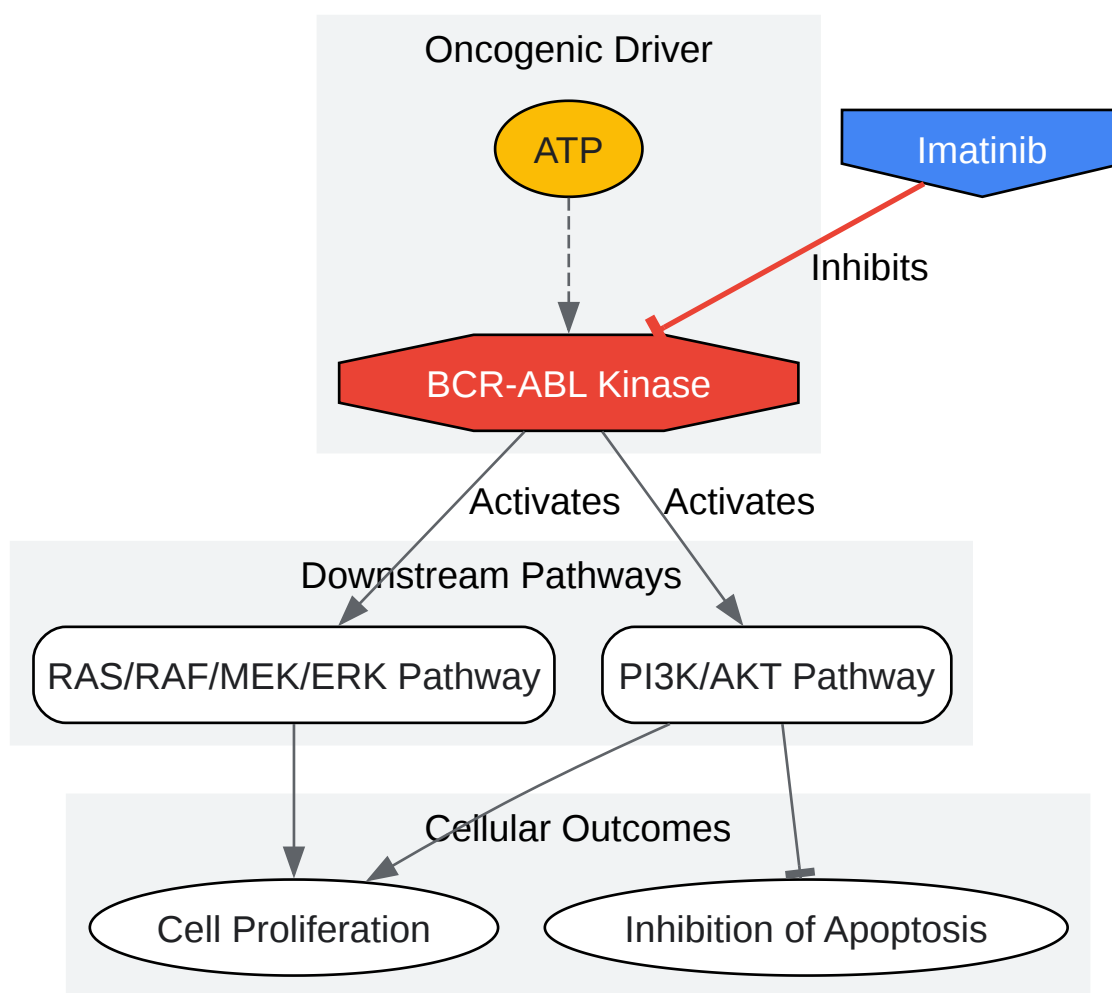 Oncogenic Driver
ATP
Imatinib
Inhibits
BCR-ABL Kinase
Activates
Activates
Downstream Pathways
RAS/RAF/MEK/ERK Pathway
PI3K/AKT Pathway
Cellular Outcomes
Cell Proliferation
Inhibition of Apoptosis